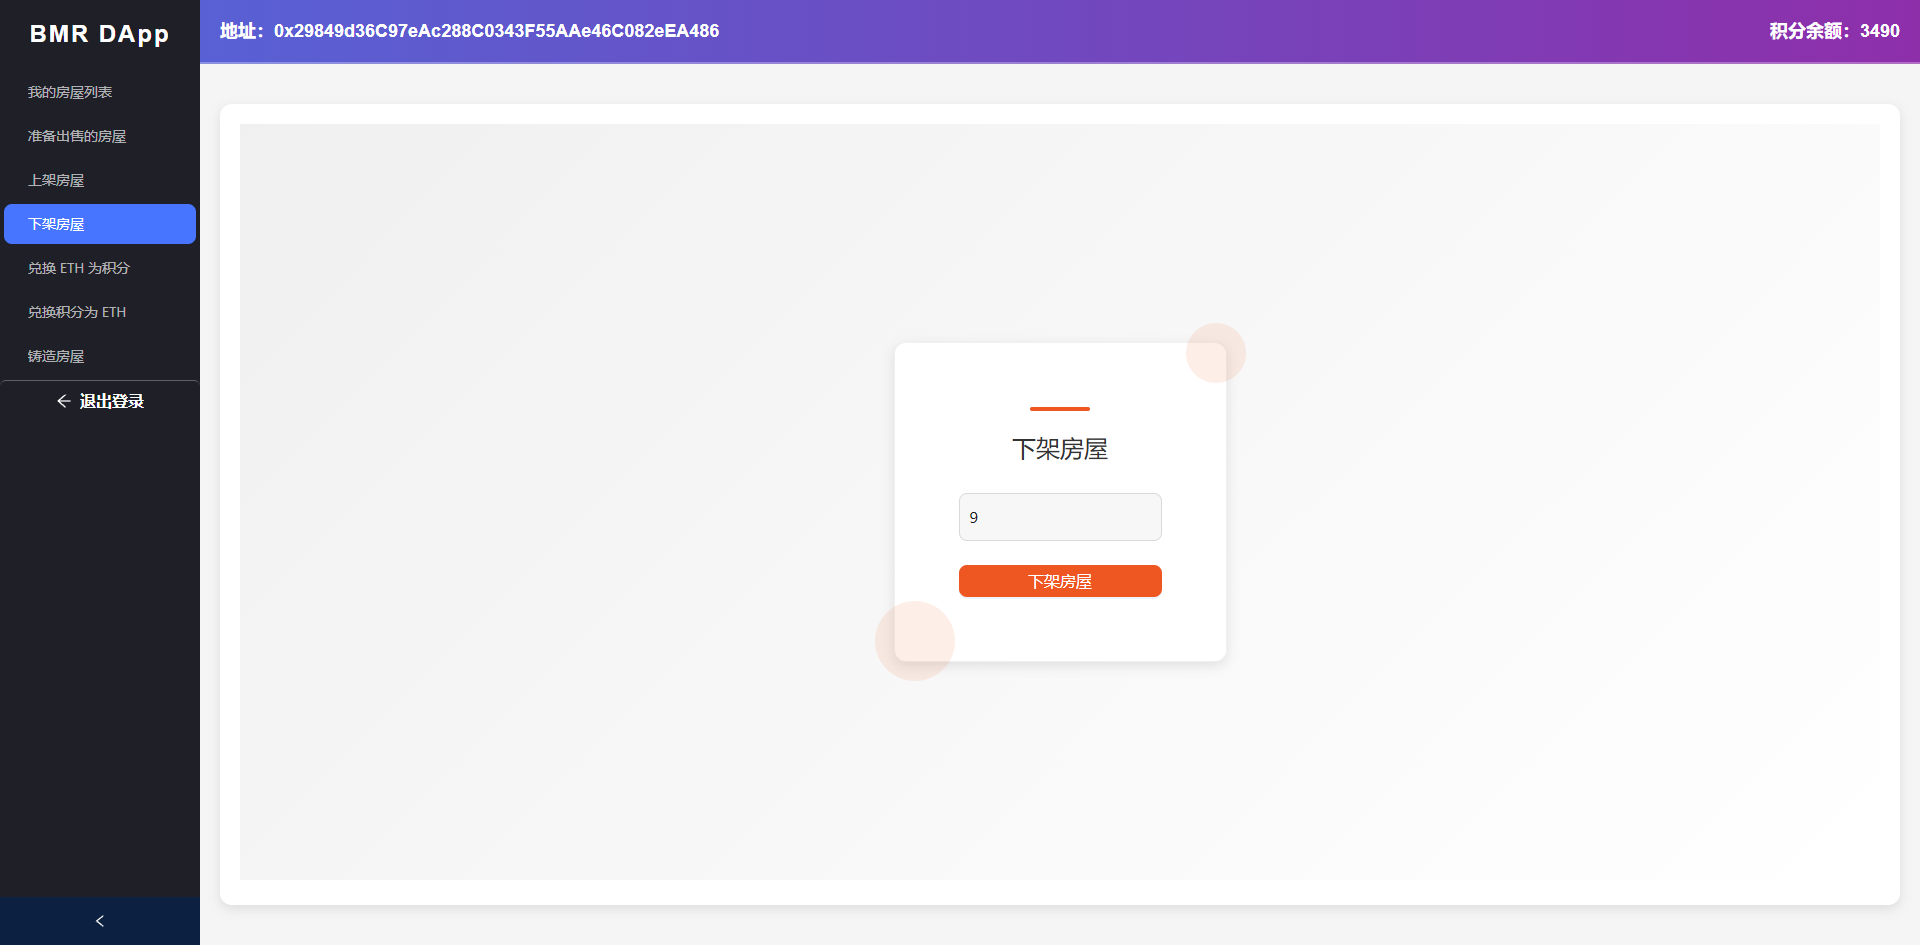 BMR DApp
地址：0x29849d36C97eAc288C0343F55AAe46C082eEA486
积分余额：3490
我的房屋列表
准备出售的房屋
上架房屋
下架房屋
兑换 ETH 为积分
兑换积分为 ETH
铸造房屋
退出登录
下架房屋
9
下架房屋